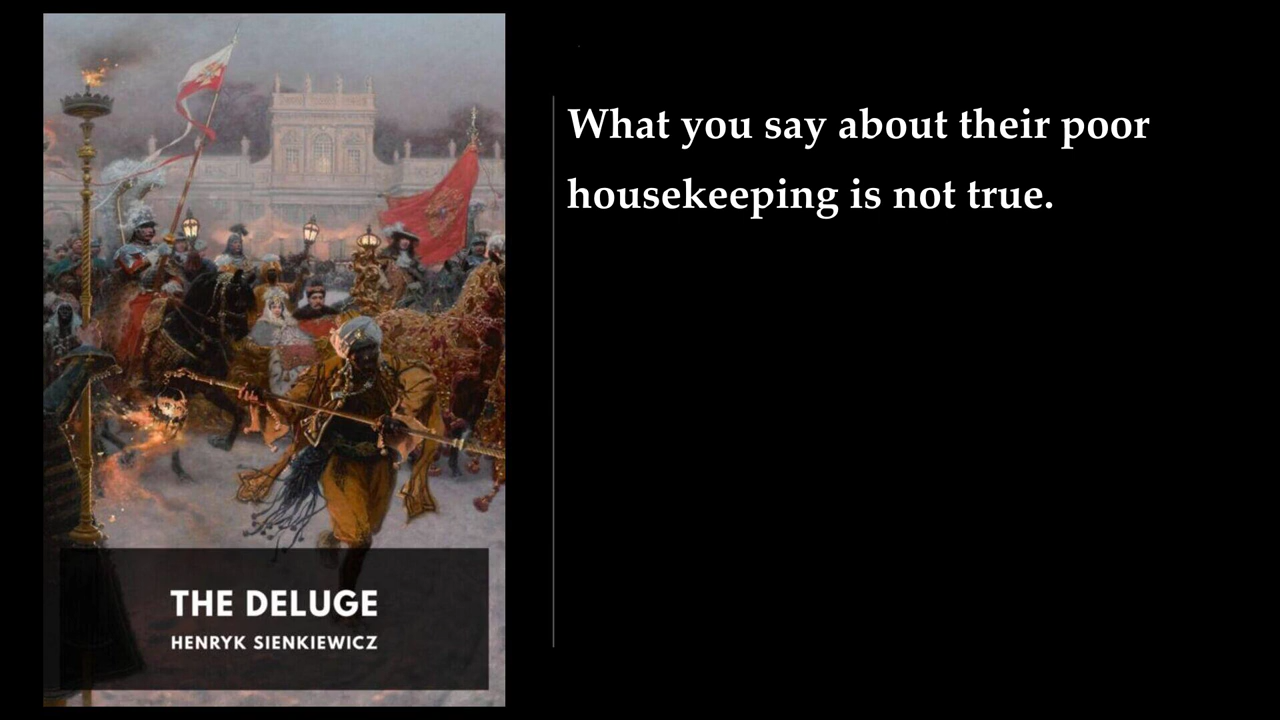 What you say about their poor
housekeeping is not true.
THE DELUGE
HENRYK SIENKIEWICZ